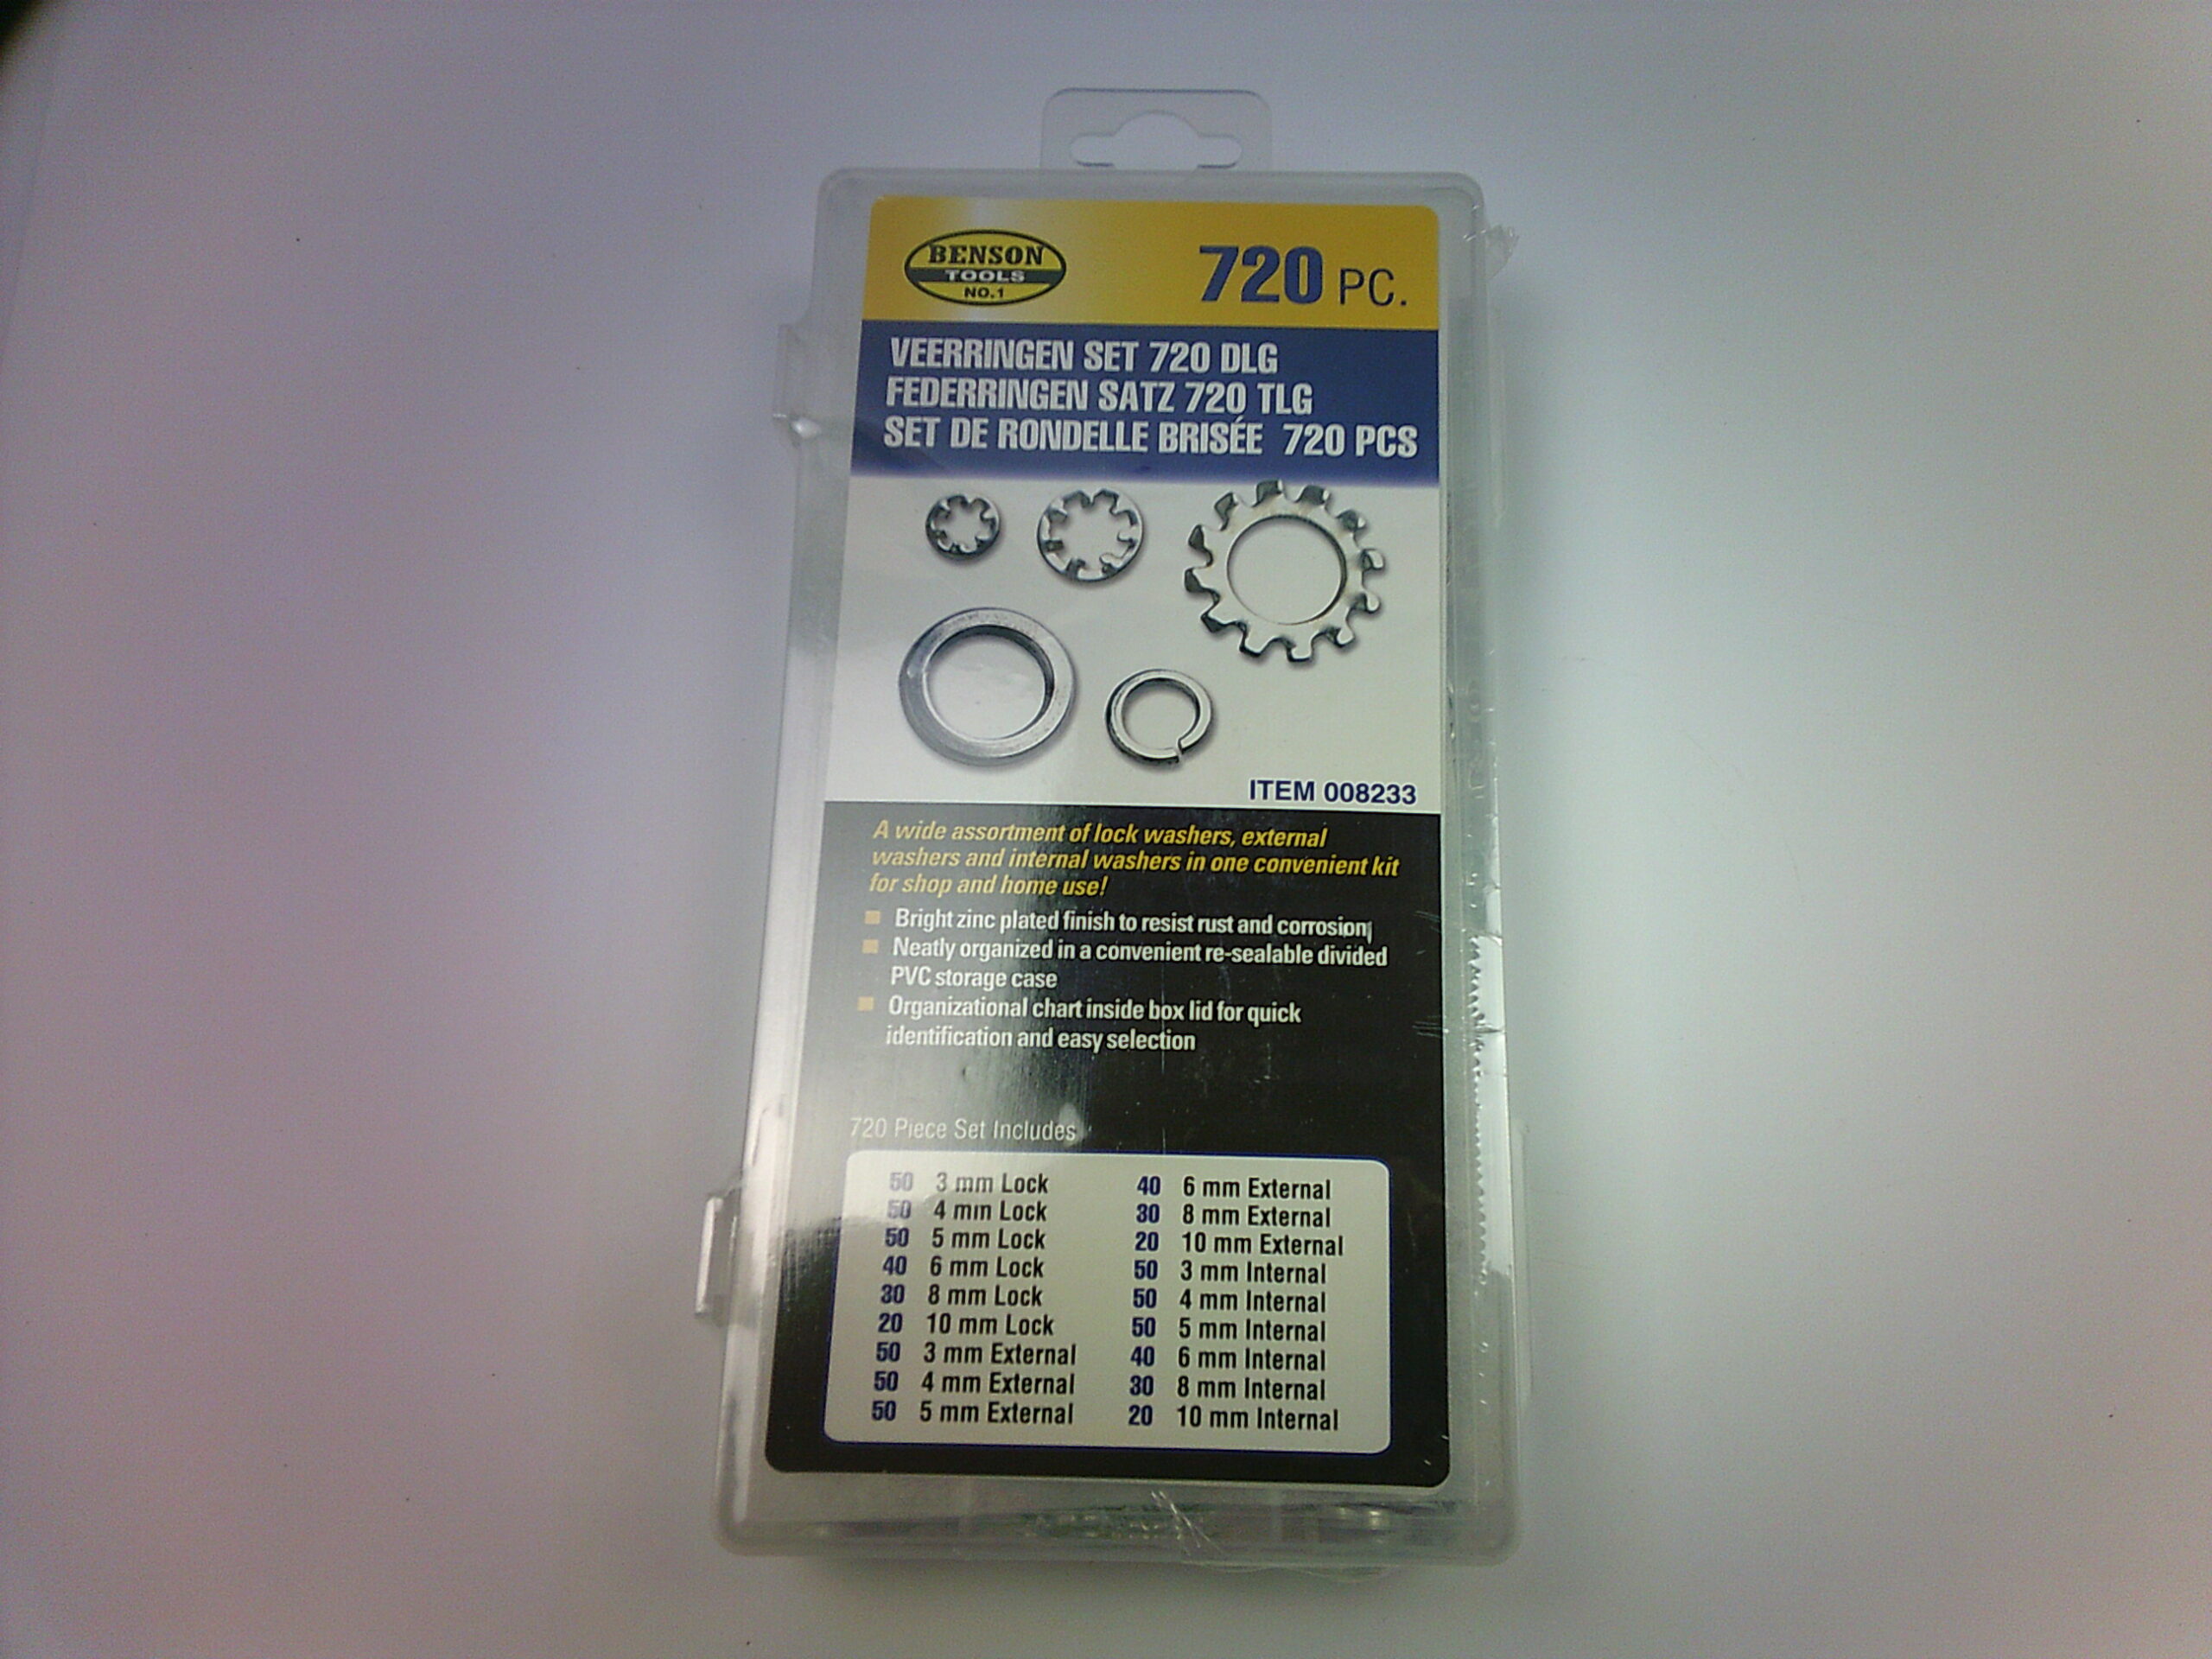 BENSON
TOOLS
NO.1
720 PC.
VEERRINGEN SET 720 DLG
FEDERRINGEN SATZ 720 TLG
SET DE RONDELLE BRISÉE 720 PCS
ITEM 008233
A wide assortment of lock washers, external
washers and internal washers in one convenient kit
for shop and home use!
Bright zinc plated finish to resist rust and corrosion
Neatly organized in a convenient re-sealable divided
PVC storage case
Organizational chart inside box lid for quick
identification and easy selection
720 Piece Set Includes
50 3 mm Lock
50 4 mm Lock
50 5 mm Lock
40 6 mm Lock
30 8 mm Lock
20 10 mm Lock
50 3 mm External
50 4 mm External
50 5 mm External
40 6 mm External
30 8 mm External
20 10 mm External
50 3 mm Internal
50 4 mm Internal
50 5 mm Internal
40 6 mm Internal
30 8 mm Internal
20 10 mm Internal